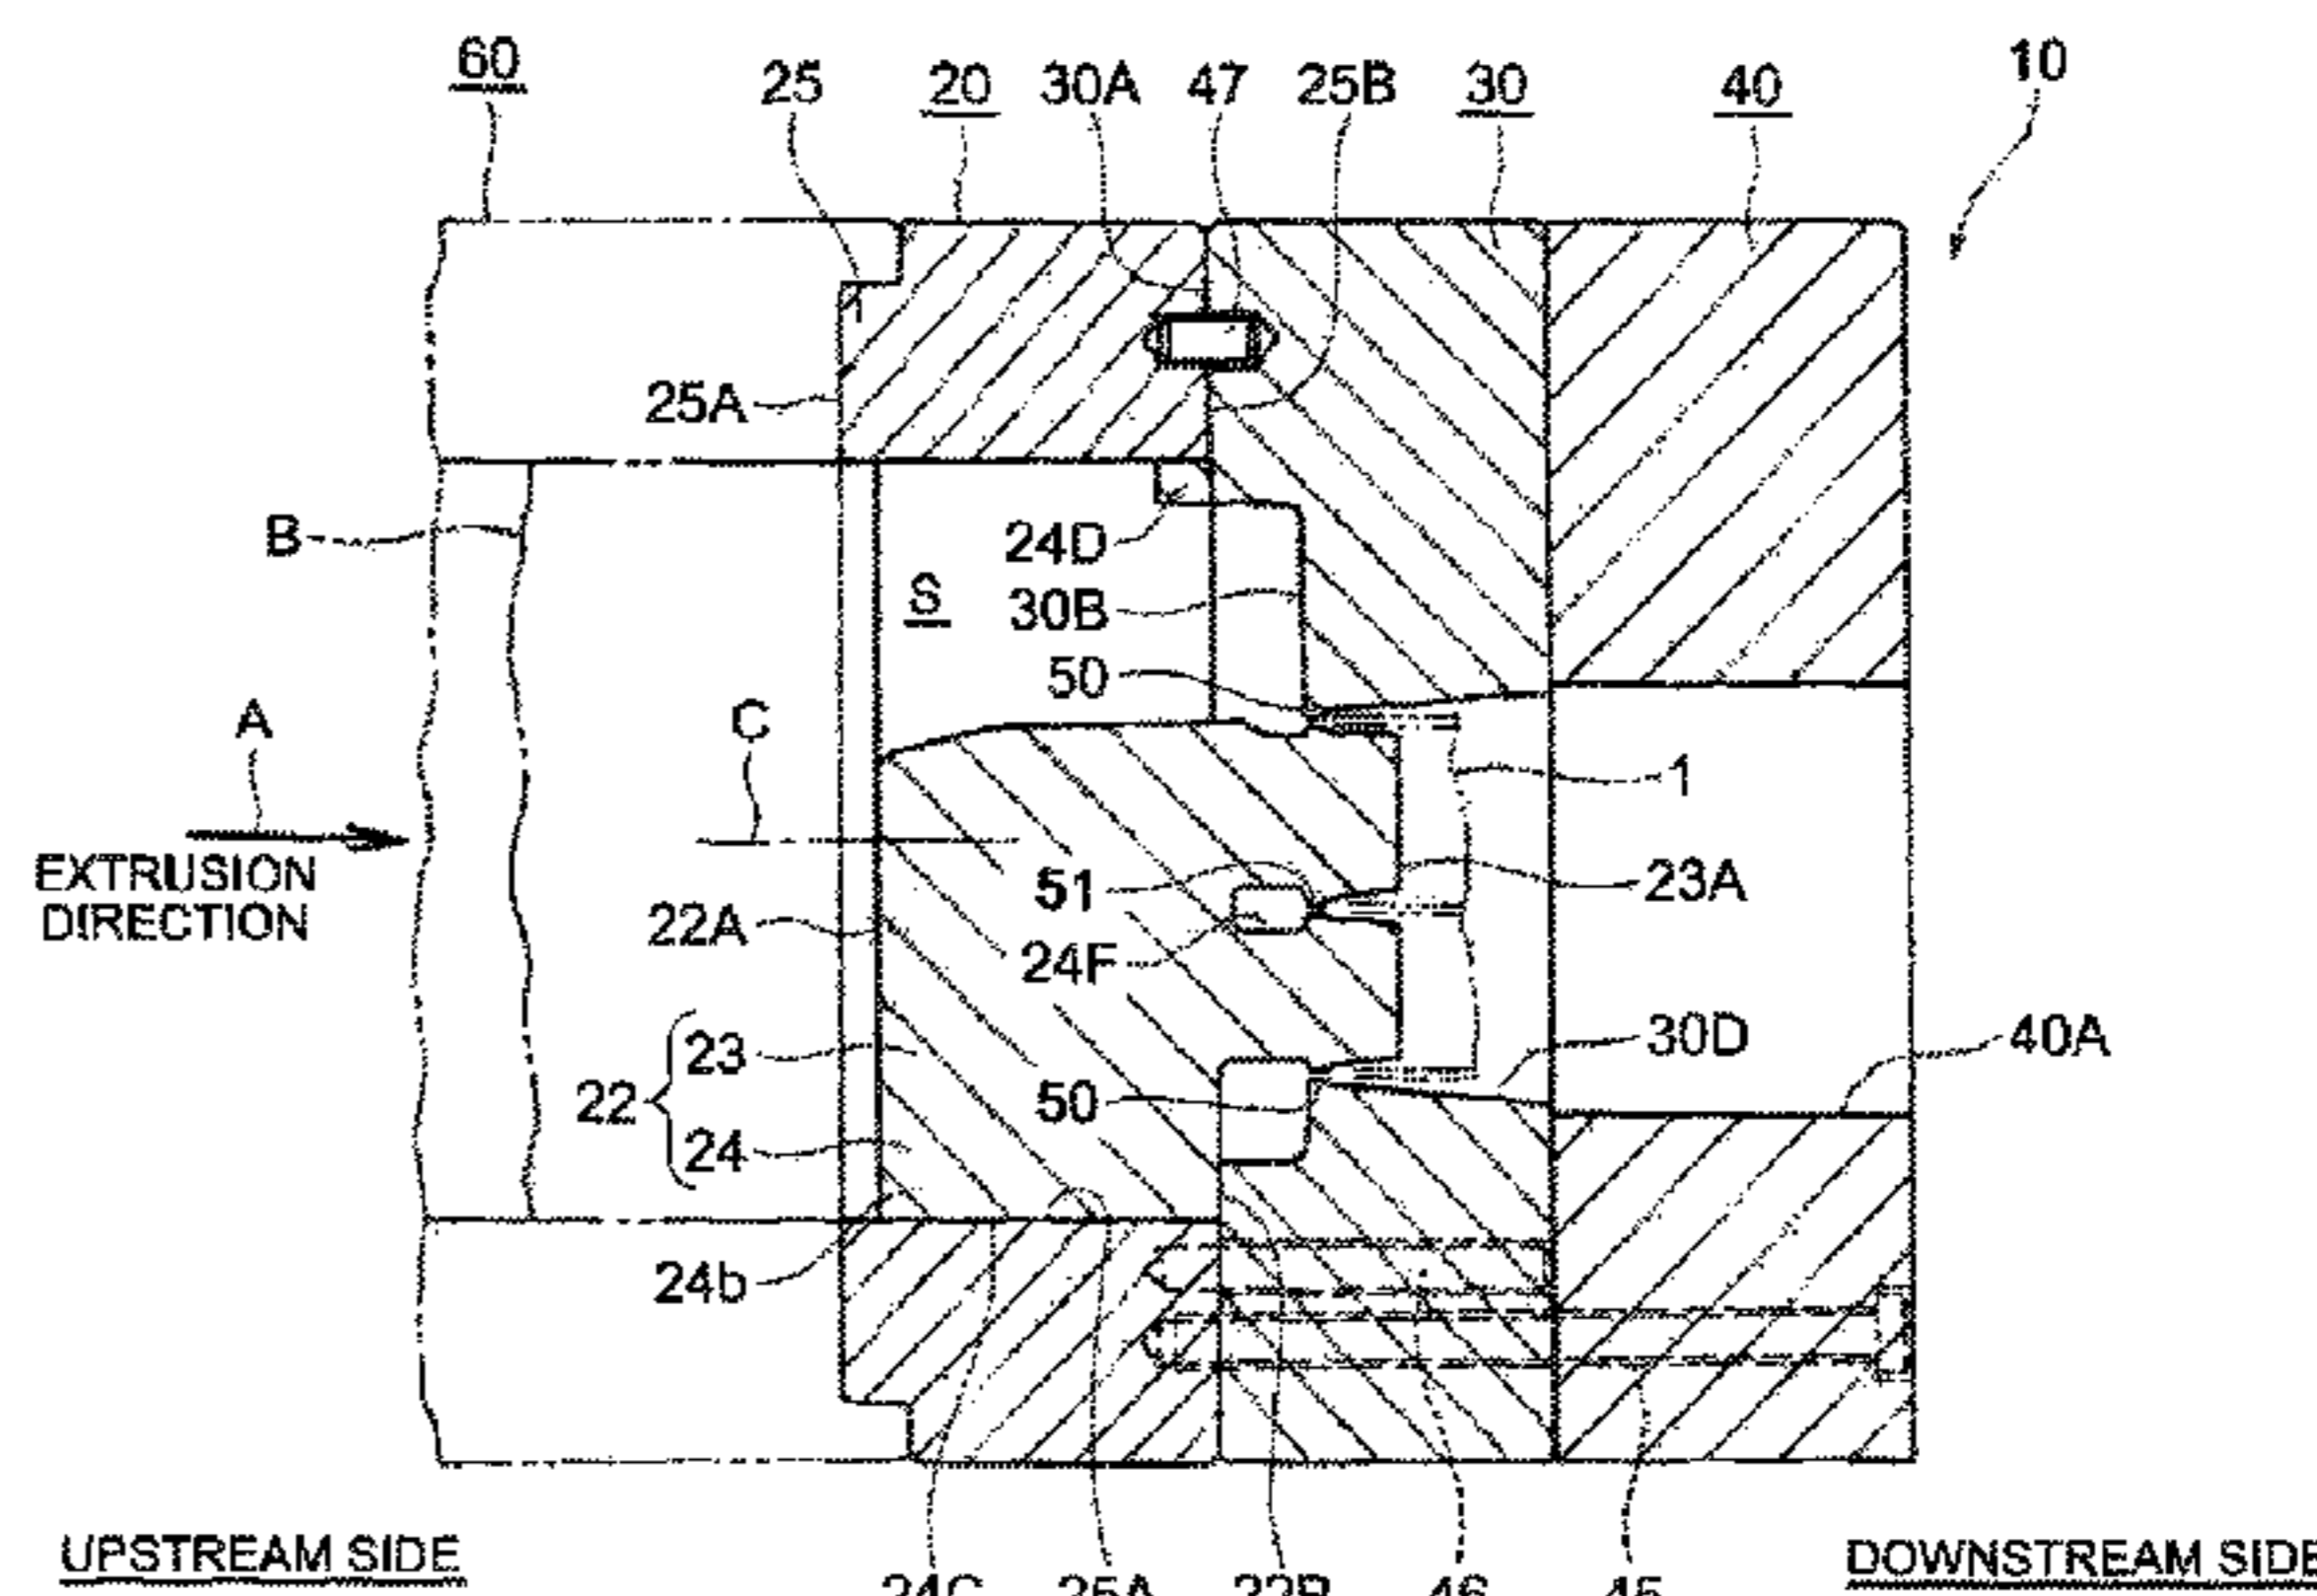 60
25 20 30A 47 25B 30 40 10
25A
B
24D
S
30B
50
A
C
1
EXTRUSION
DIRECTION
51
23A
22A
24F
23
30D
40A
22
50
24
24b
UPSTREAM SIDE
DOWNSTREAM SIDE